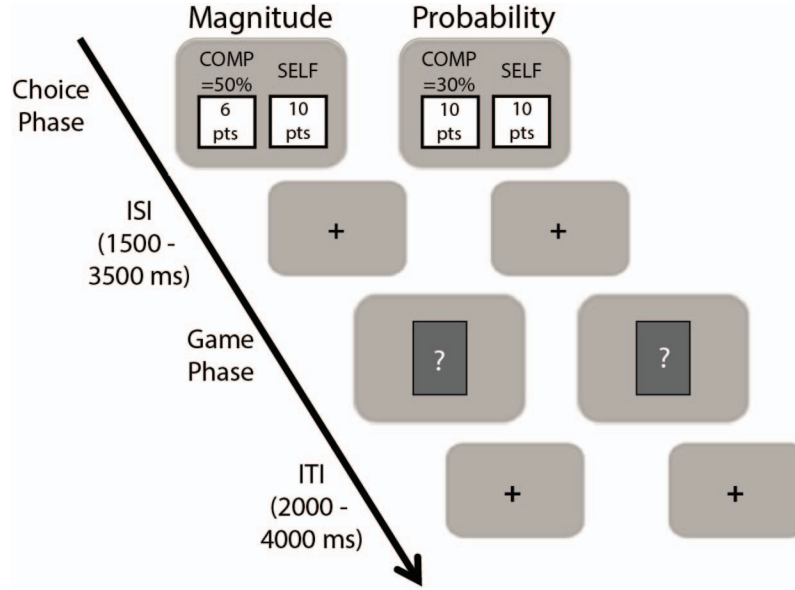 Magnitude
Probability
Choice
Phase
COMP
=50%
SELF
6
pts
10
pts
COMP
=30%
SELF
10
pts
10
pts
ISI
(1500 -
3500 ms)
+
+
Game
Phase
?
?
ITI
(2000 -
4000 ms)
+
+